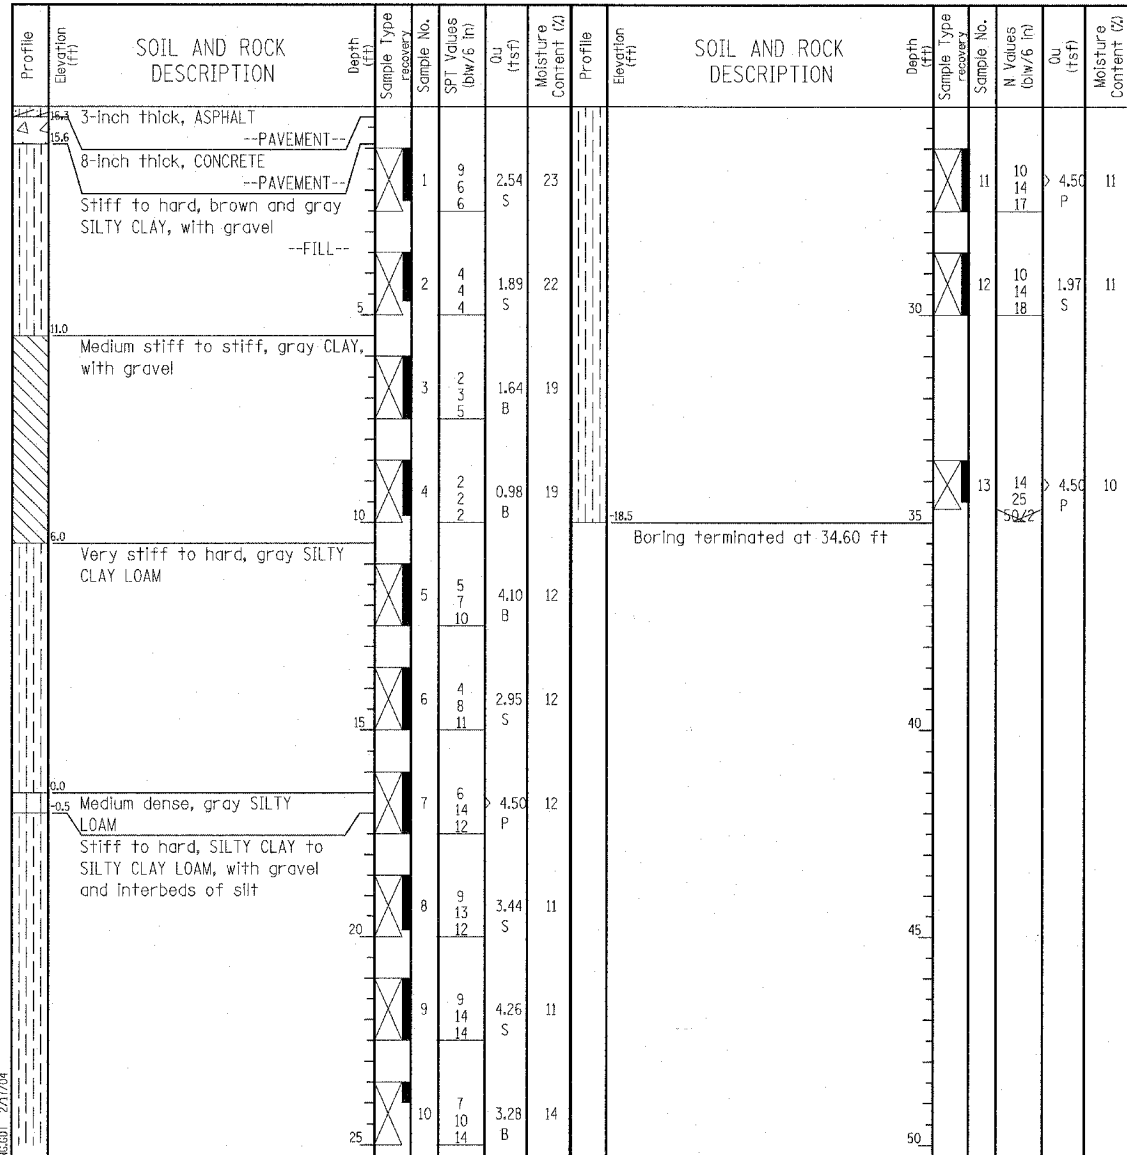 Profile
Elevation (ft)
SOIL AND ROCK
DESCRIPTION
Depth (ft)
Sample Type
recovery
Sample No.
SPT Values (blw/6 in)
Qu (tsf)
Moisture Content (%)
Profile
Elevation (ft)
SOIL AND ROCK
DESCRIPTION
Depth (ft)
Sample Type
recovery
Sample No.
N Values (blw/6 in)
Qu (tsf)
Moisture Content (%)
16.3 3-inch thick, ASPHALT
--PAVEMENT--
15.6
8-inch thick, CONCRETE
--PAVEMENT--
Stiff to hard, brown and gray
SILTY CLAY, with gravel
--FILL--
1 9 6 6 2.54 S 23
2 4 4 4 1.89 S 22
5
11.0
Medium stiff to stiff, gray CLAY,
with gravel
3 2 3 5 1.64 B 19
4 2 2 2 0.98 B 19
10
6.0
Very stiff to hard, gray SILTY
CLAY LOAM
5 5 7 10 4.10 B 12
6 4 8 11 2.95 S 12
15
0.0
-0.5 Medium dense, gray SILTY
LOAM
7 6 14 12 > 4.50 P 12
Stiff to hard, SILTY CLAY to
SILTY CLAY LOAM, with gravel
and interbeds of silt
8 9 13 12 3.44 S 11
20
9 9 14 14 4.26 S 11
10 7 10 14 3.28 B 14
25
11 10 14 17 > 4.50 P 11
12 10 14 18 1.97 S 11
30
13 14 25 50/2 > 4.50 P 10
-18.5
35
Boring terminated at 34.60 ft
40
45
50
2/17/04